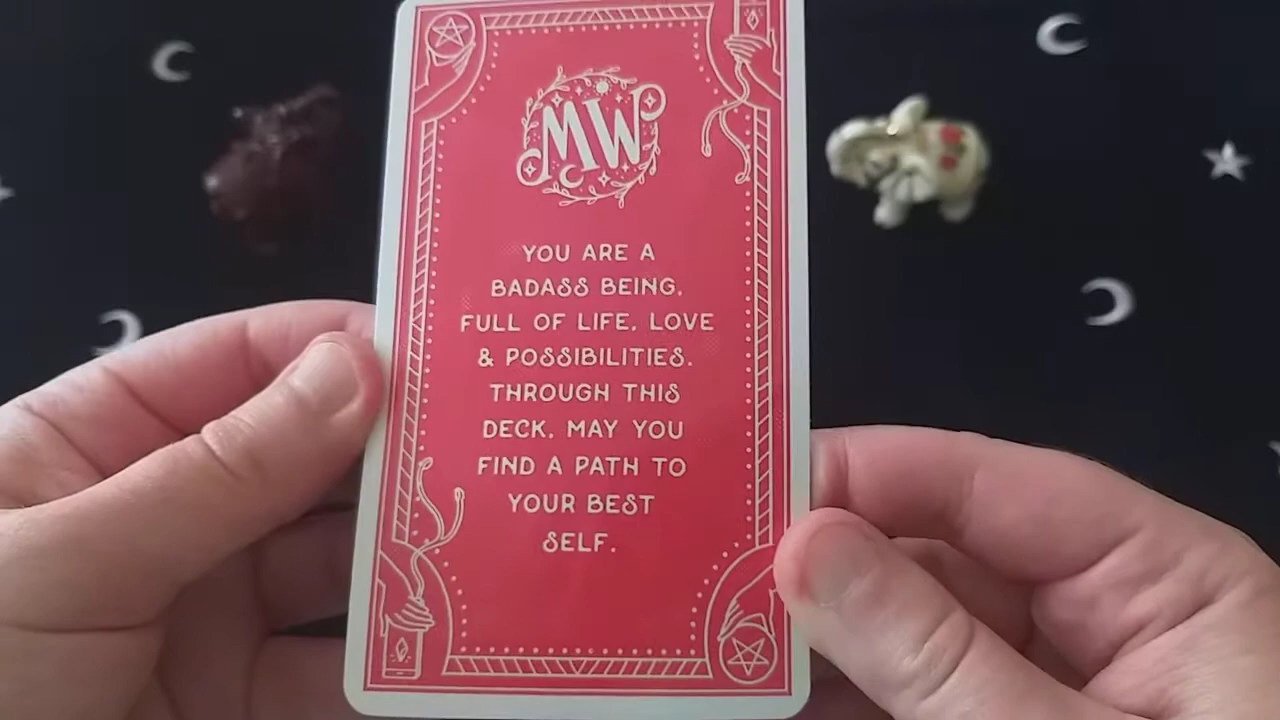 MW
YOU ARE A
BADASS BEING,
FULL OF LIFE, LOVE
& POSSIBILITIES.
THROUGH THIS
DECK, MAY YOU
FIND A PATH TO
YOUR BEST
SELF.